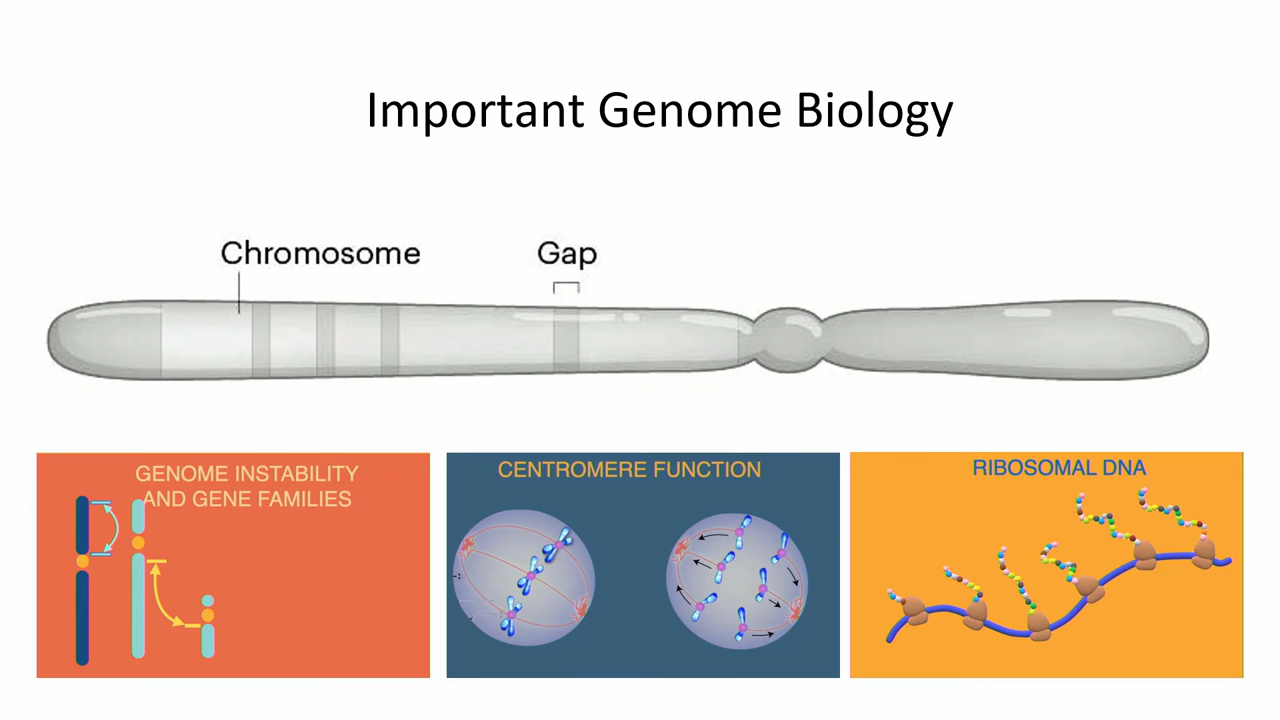 Important Genome Biology
Chromosome
Gap
GENOME INSTABILITY
AND GENE FAMILIES
CENTROMERE FUNCTION
RIBOSOMAL DNA